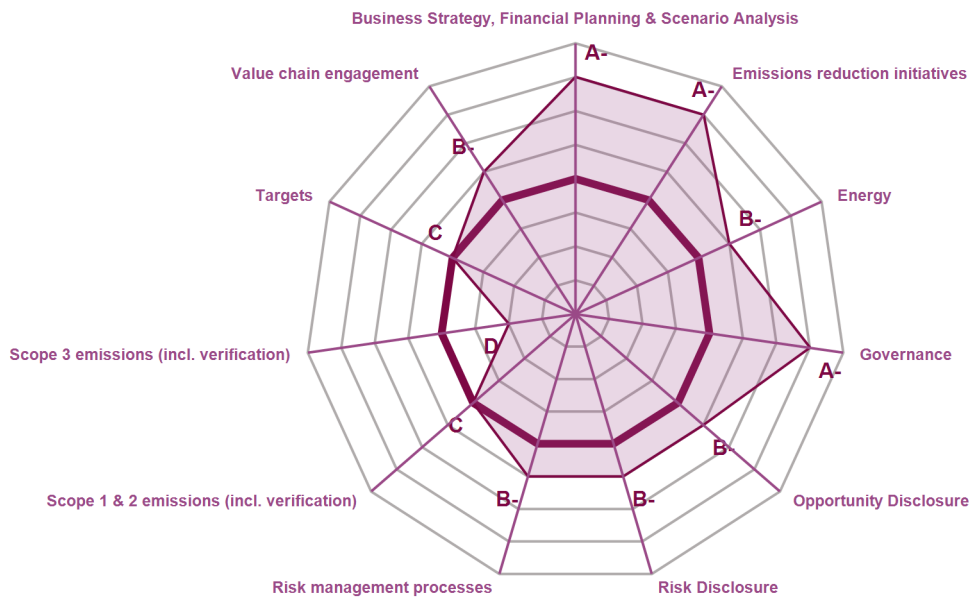 Business Strategy, Financial Planning & Scenario Analysis
A-
Value chain engagement
Emissions reduction initiatives
A-
B-
Targets
Energy
B-
C
Scope 3 emissions (incl. verification)
D
Governance
A-
C
B-
Scope 1 & 2 emissions (incl. verification)
Opportunity Disclosure
B-
B-
Risk management processes
Risk Disclosure